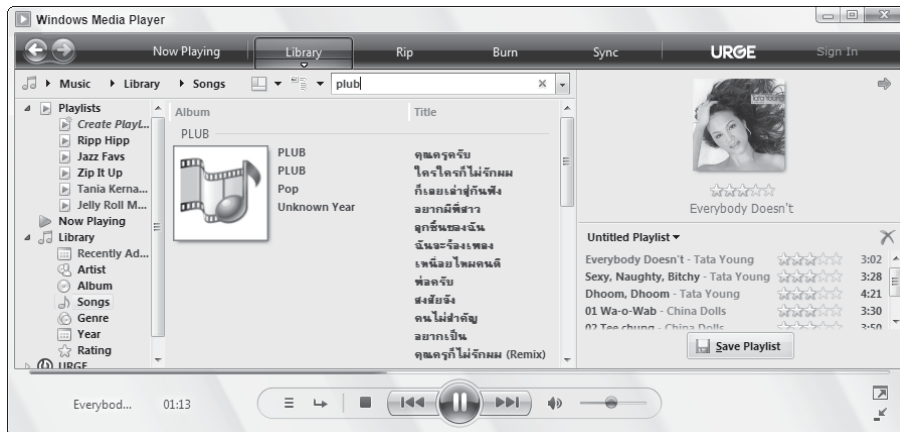 Windows Media Player
Now Playing Library Rip Burn Sync URGE Sign In
Music Library Songs plub
Playlists
Create Playl...
Ripp Hipp
Jazz Favs
Zip It Up
Tania Kerna...
Jelly Roll M...
Now Playing
Library
Recently Ad...
Artist
Album
Songs
Genre
Year
Rating
URGE
Album Title
PLUB
PLUB
PLUB
Pop
Unknown Year
คุณครูครับ
ใครใครก็ไม่รักผม
ก็เลยเล่าสู่กันฟัง
อยากมีพี่สาว
ลูกชิ้นของฉัน
ฉันจะร้องเพลง
เหนื่อยไหมคนดี
พ่อครับ
สงสัยจัง
คนไม่สำคัญ
อยากเป็น
คุณครูก็ไม่รักผม (Remix)
Tata Young
Everybody Doesn't
Untitled Playlist
Everybody Doesn't - Tata Young 3:02
Sexy, Naughty, Bitchy - Tata Young 3:28
Dhoom, Dhoom - Tata Young 4:21
01 Wa-o-Wab - China Dolls 3:30
02 Tee chung - China Dolls 3:50
Save Playlist
Everybod... 01:13